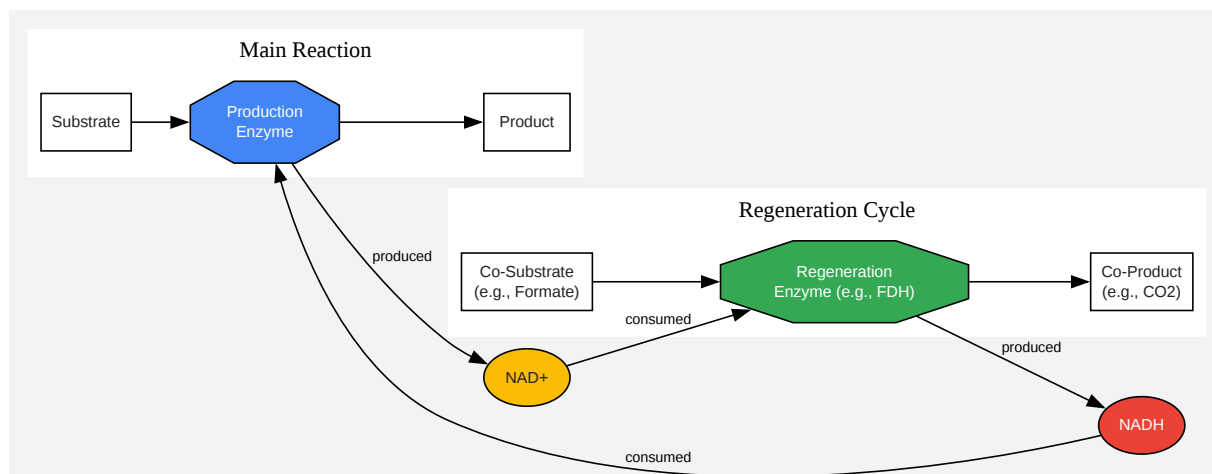 Main Reaction
Substrate
Production
Enzyme
Product
produced
Regeneration Cycle
Co-Substrate
(e.g., Formate)
Regeneration
Enzyme (e.g., FDH)
Co-Product
(e.g., CO2)
consumed
produced
NAD+
NADH
consumed